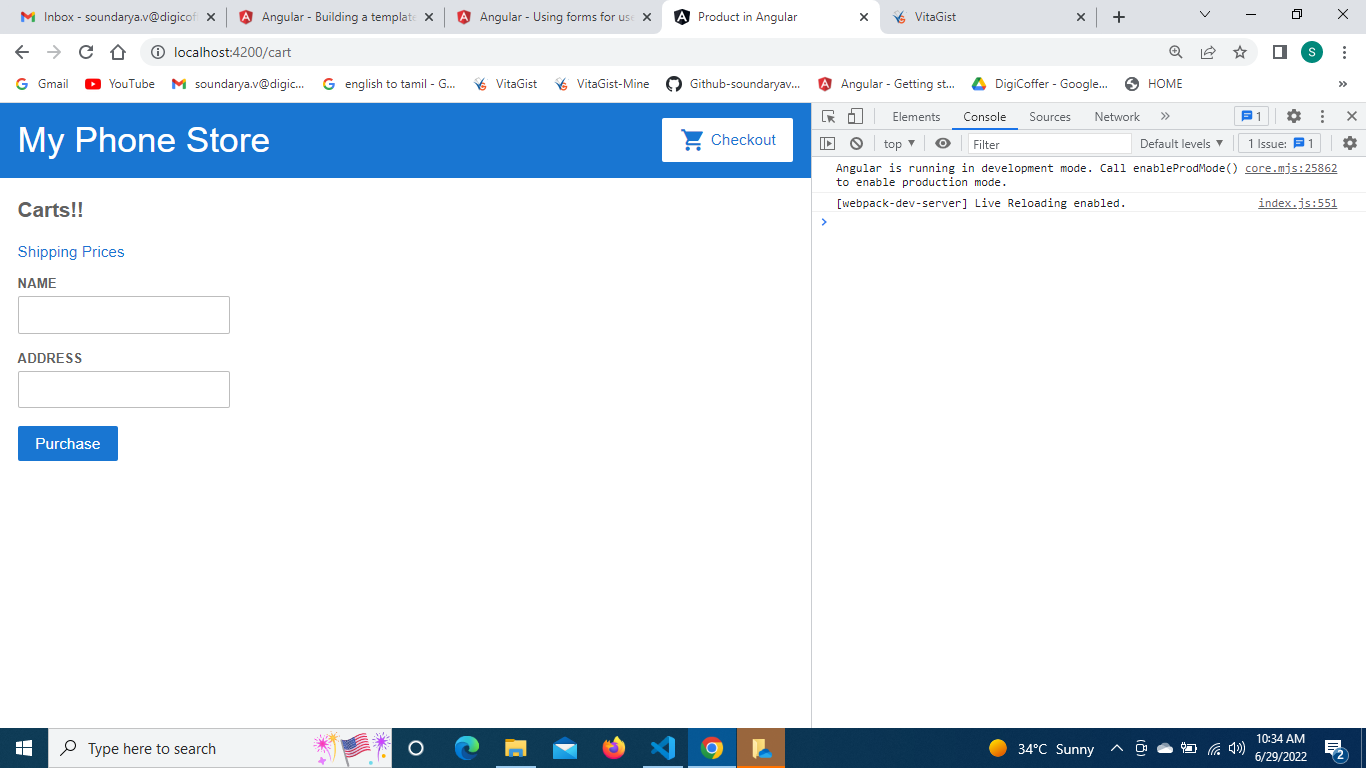 Inbox - soundarya.v@digicof
Angular - Building a template
Angular - Using forms for use
Product in Angular
VitaGist
localhost:4200/cart
S
Gmail
YouTube
soundarya.v@digic...
english to tamil - G...
VitaGist
VitaGist-Mine
Github-soundaryav...
Angular - Getting st...
DigiCoffer - Google...
HOME
»
My Phone Store
Checkout
Carts!!
Shipping Prices
NAME
ADDRESS
Purchase
Elements
Console
Sources
Network
»
1
top
Filter
Default levels
1 Issue:
1
Angular is running in development mode. Call enableProdMode() core.mjs:25862
to enable production mode.
[webpack-dev-server] Live Reloading enabled. index.js:551
Type here to search
34°C Sunny
10:34 AM
6/29/2022
2